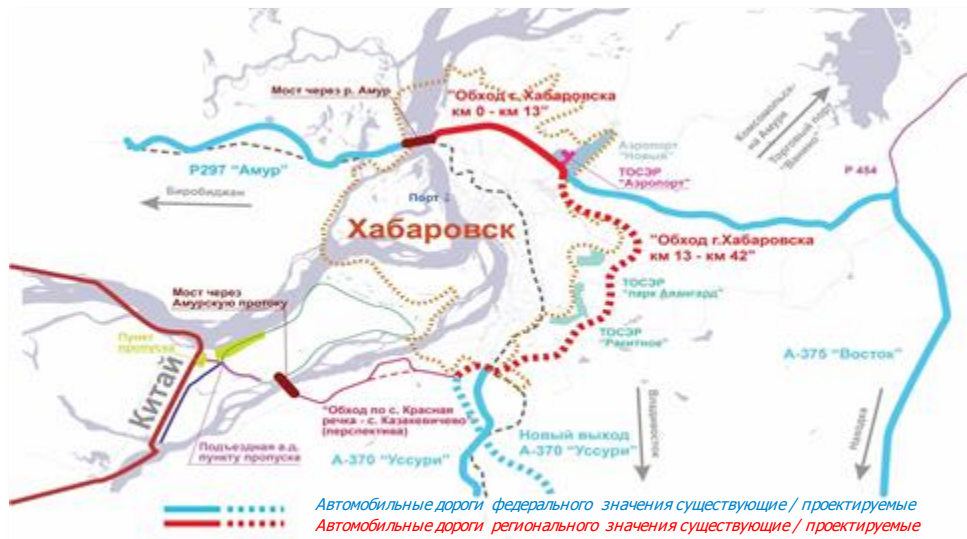 Мост через р. Амур
"Обход г. Хабаровска
км 0 - км 13"
Комсомольск-
на Амуре
Торговый порт
"Ванино"
Аэропорт
"Новый"
ТОСЭР
"Аэропорт"
Р297 "Амур"
Р 454
Биробиджан
Порт
Хабаровск
"Обход г.Хабаровска
км 13 - км 42"
Мост через
Амурскую протоку
ТОСЭР
"парк Авангард"
Пункт
пропуска
ТОСЭР
"Ракитное"
А-375 "Восток"
Китай
"Обход по с. Красная
речка - с. Казакевичево
(перспектива)
Владивосток
Находка
Подъездная а.д.
пункту пропуска
Новый выход
А-370 "Уссури"
А-370 "Уссури"
Автомобильные дороги федерального значения существующие / проектируемые
Автомобильные дороги регионального значения существующие / проектируемые